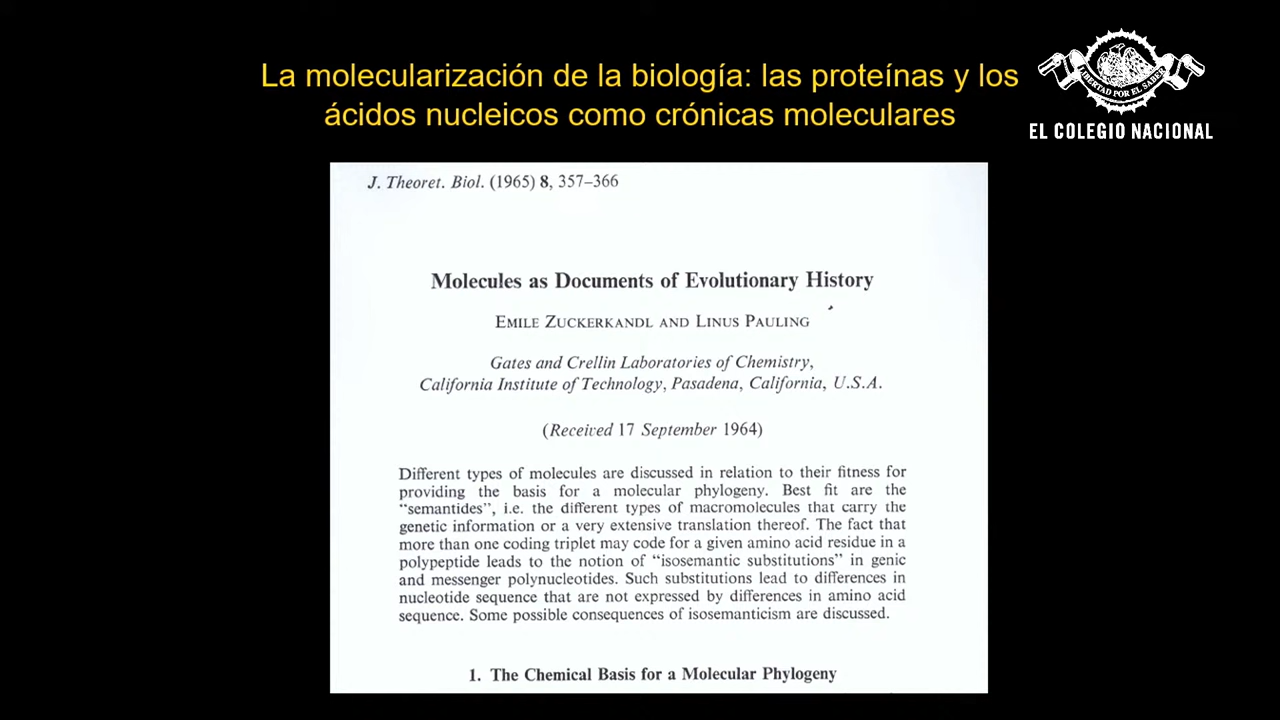 La molecularización de la biología: las proteínas y los
ácidos nucleicos como crónicas moleculares
LIBERTAD POR EL SABER
EL COLEGIO NACIONAL
J. Theoret. Biol. (1965) 8, 357–366
Molecules as Documents of Evolutionary History
EMILE ZUCKERKANDL AND LINUS PAULING
Gates and Crellin Laboratories of Chemistry,
California Institute of Technology, Pasadena, California, U.S.A.
(Received 17 September 1964)
Different types of molecules are discussed in relation to their fitness for
providing the basis for a molecular phylogeny. Best fit are the
“semantides”, i.e. the different types of macromolecules that carry the
genetic information or a very extensive translation thereof. The fact that
more than one coding triplet may code for a given amino acid residue in a
polypeptide leads to the notion of “isosemantic substitutions” in genic
and messenger polynucleotides. Such substitutions lead to differences in
nucleotide sequence that are not expressed by differences in amino acid
sequence. Some possible consequences of isosemanticism are discussed.
1. The Chemical Basis for a Molecular Phylogeny